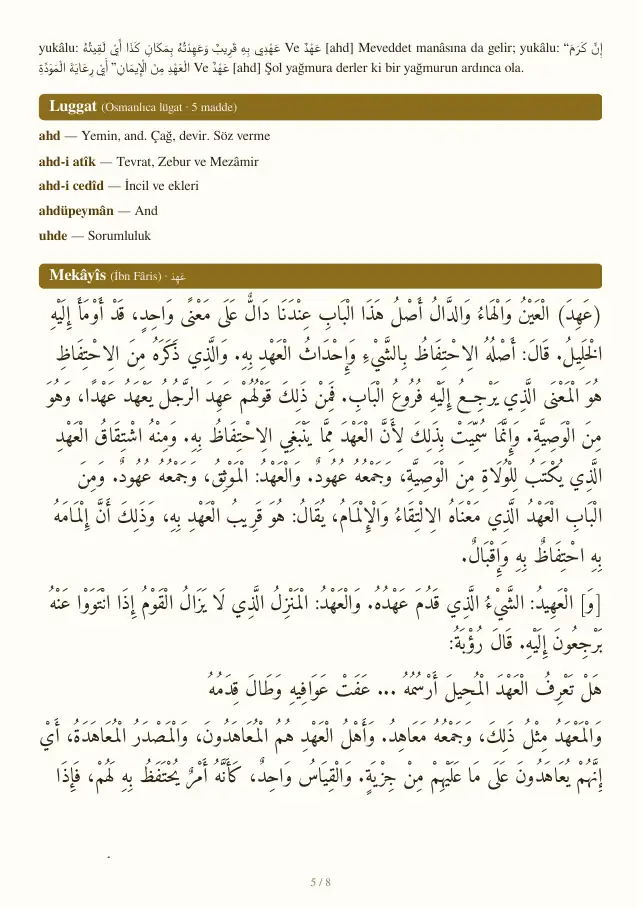 yukâlu: عَهْدِي بِهِ قَرِيبٌ وَعَهِدْتُهُ بِمَكَانِ كَذَا أَيْ لَقِيتُهُ Ve عَهْدٌ [ahd] Meveddet manâsına da gelir; yukâlu: “إِنَّ كَرَمَ
الْعَهْدِ مِنْ الْإِيمَانِ” أَيْ رِعَايَةَ الْمَوَدَّةِ Ve عَهْدٌ [ahd] Şol yağmura derler ki bir yağmurun ardınca ola.
Luggat (Osmanlıca lügat · 5 madde)
ahd — Yemin, and. Çağ, devir. Söz verme
ahd-i atîk — Tevrat, Zebur ve Mezâmir
ahd-i cedîd — İncil ve ekleri
ahdüpeymân — And
uhde — Sorumluluk
Mekâyîs (İbn Fâris) · عَهِدَ
(عَهِدَ) الْعَيْنُ وَالْهَاءُ وَالدَّالُ أَصْلُ هَذَا الْبَابِ عِنْدَنَا دَالٌّ عَلَى مَعْنًى وَاحِدٍ، قَدْ أَوْمَأَ إِلَيْهِ
الْخَلِيلُ. قَالَ: أَصْلُهُ الِاحْتِفَاظُ بِالشَّيْءِ وَإِحْدَاثُ الْعَهْدِ بِهِ. وَالَّذِي ذَكَرَهُ مِنَ الِاحْتِفَاظِ
هُوَ الْمَعْنَى الَّذِي يَرْجِعُ إِلَيْهِ فُرُوعُ الْبَابِ. فَمِنْ ذَلِكَ قَوْلُهُمْ عَهِدَ الرَّجُلُ يَعْهَدُ عَهْدًا، وَهُوَ
مِنَ الْوَصِيَّةِ. وَإِنَّمَا سُمِّيَتْ بِذَلِكَ لِأَنَّ الْعَهْدَ مِمَّا يَنْبَغِي الِاحْتِفَاظُ بِهِ. وَمِنْهُ اشْتِقَاقُ الْعَهْدِ
الَّذِي يُكْتَبُ لِلْوُلَاةِ مِنَ الْوَصِيَّةِ، وَجَمْعُهُ عُهُودٌ. وَالْعَهْدُ: الْمَوْثِقُ، وَجَمْعُهُ عُهُودٌ. وَمِنَ
الْبَابِ الْعَهْدُ الَّذِي مَعْنَاهُ الِالْتِقَاءُ وَالْإِلْمَامُ، يُقَالُ: هُوَ قَرِيبُ الْعَهْدِ بِهِ، وَذَلِكَ أَنَّ إِلْمَامَهُ
بِهِ احْتِفَاظٌ بِهِ وَإِقْبَالٌ.
[وَ] الْعَهِيدُ: الشَّيْءُ الَّذِي قَدُمَ عَهْدُهُ. وَالْعَهْدُ: الْمَنْزِلُ الَّذِي لَا يَزَالُ الْقَوْمُ إِذَا انْتَوَوْا عَنْهُ
يَرْجِعُونَ إِلَيْهِ. قَالَ رُؤْبَةُ:
هَلْ تَعْرِفُ الْعَهْدَ الْمُحِيلَ أَرْسُمُهُ ... عَفَتْ عَوَافِيهِ وَطَالَ قِدَمُهُ
وَالْمَعْهَدُ مِثْلُ ذَلِكَ، وَجَمْعُهُ مَعَاهِدُ. وَأَهْلُ الْعَهْدِ هُمُ الْمُعَاهَدُونَ، وَالْمَصْدَرُ الْمُعَاهَدَةُ، أَيْ
إِنَّهُمْ يُعَاهَدُونَ عَلَى مَا عَلَيْهِمْ مِنْ جِزْيَةٍ. وَالْقِيَاسُ وَاحِدٌ، كَأَنَّهُ أَمْرٌ يُحْتَفَظُ بِهِ لَهُمْ، فَإِذَا
5 / 8